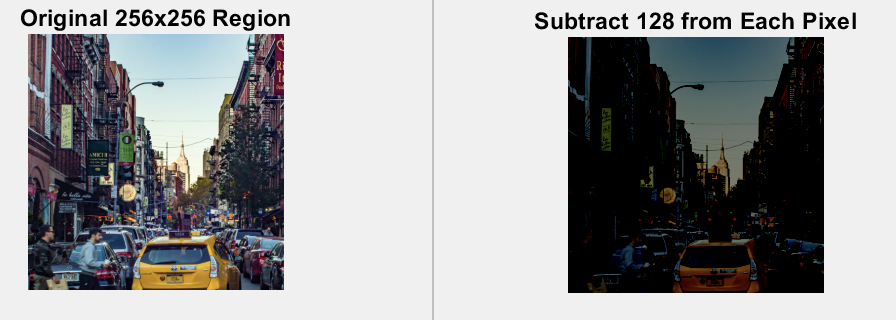 Original 256x256 Region
Subtract 128 from Each Pixel